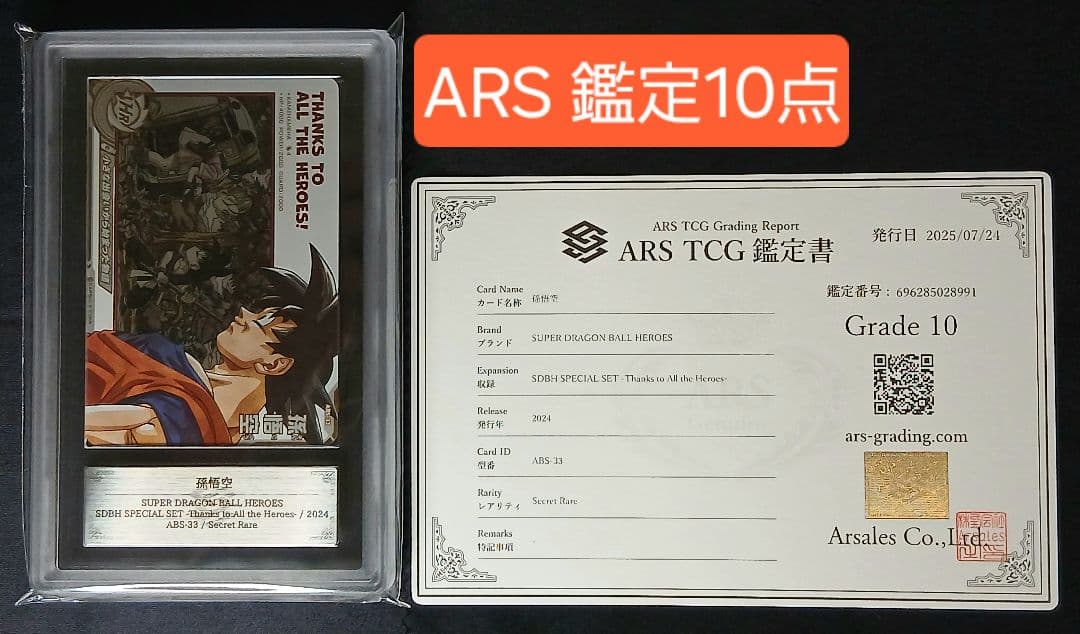 ARS 鑑定10点
THR
THANKS TO
ALL THE HEROES!
孫悟空
孫悟空
SUPER DRAGON BALL HEROES
SDBH SPECIAL SET -Thanks to All the Heroes- / 2024
ABS-33 / Secret Rare
ARS TCG Grading Report
ARS TCG 鑑定書
発行日 2025/07/24
Card Name
カード名称 孫悟空
Brand
ブランド SUPER DRAGON BALL HEROES
Expansion
収録 SDBH SPECIAL SET -Thanks to All the Heroes-
Release
発行年 2024
Card ID
型番 ABS-33
Rarity
レアリティ Secret Rare
Remarks
特記事項
鑑定番号：696285028991
Grade 10
ars-grading.com
Arsales Co.,Ltd.